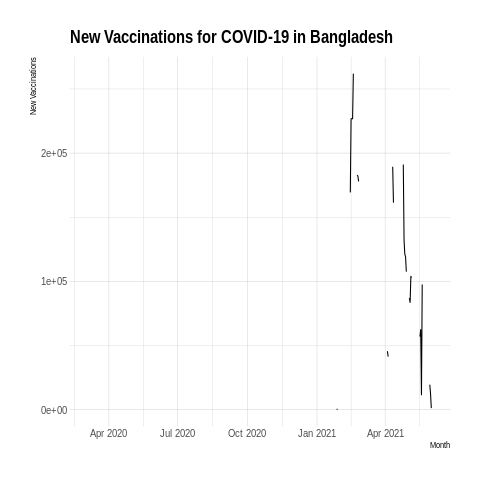 New Vaccinations for COVID-19 in Bangladesh
New Vaccinations
2e+05
1e+05
0e+00
Apr 2020
Jul 2020
Oct 2020
Jan 2021
Apr 2021
Month